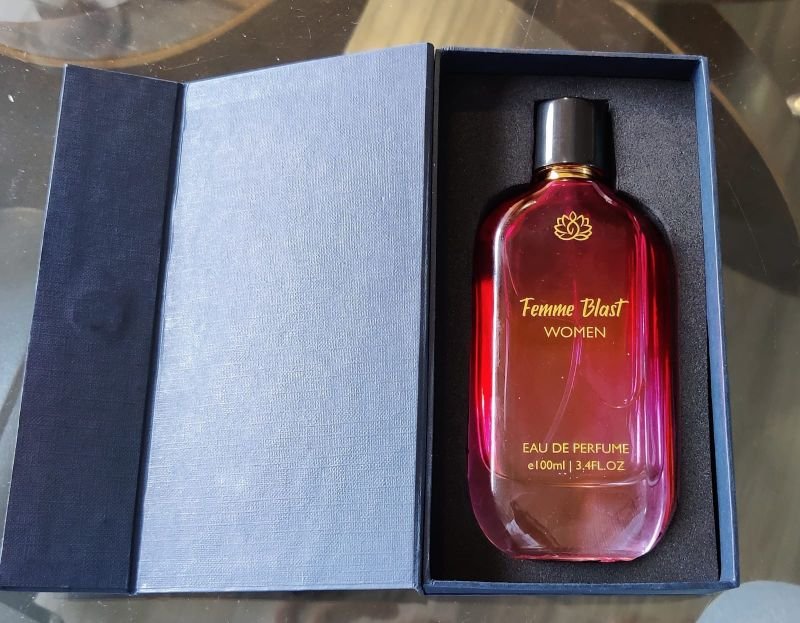 Femme Blast
WOMEN
EAU DE PERFUME
e100ml | 3.4FL.OZ